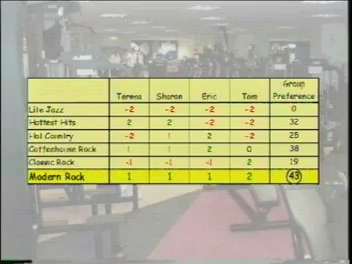 Group
Teresa Sharon Eric Tom Preference
Lite Jazz -2 -2 -2 -2 0
Hottest Hits 2 2 -2 -2 32
Hot Country -2 1 2 -2 25
Coffeehouse Rock 1 1 2 0 38
Classic Rock -1 -1 -1 2 19
Modern Rock 1 1 1 2 43